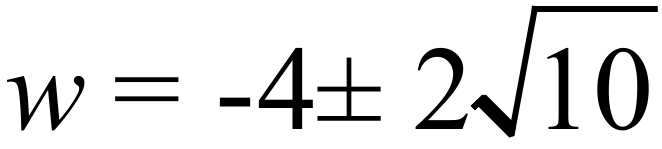 w = -4± 2√10